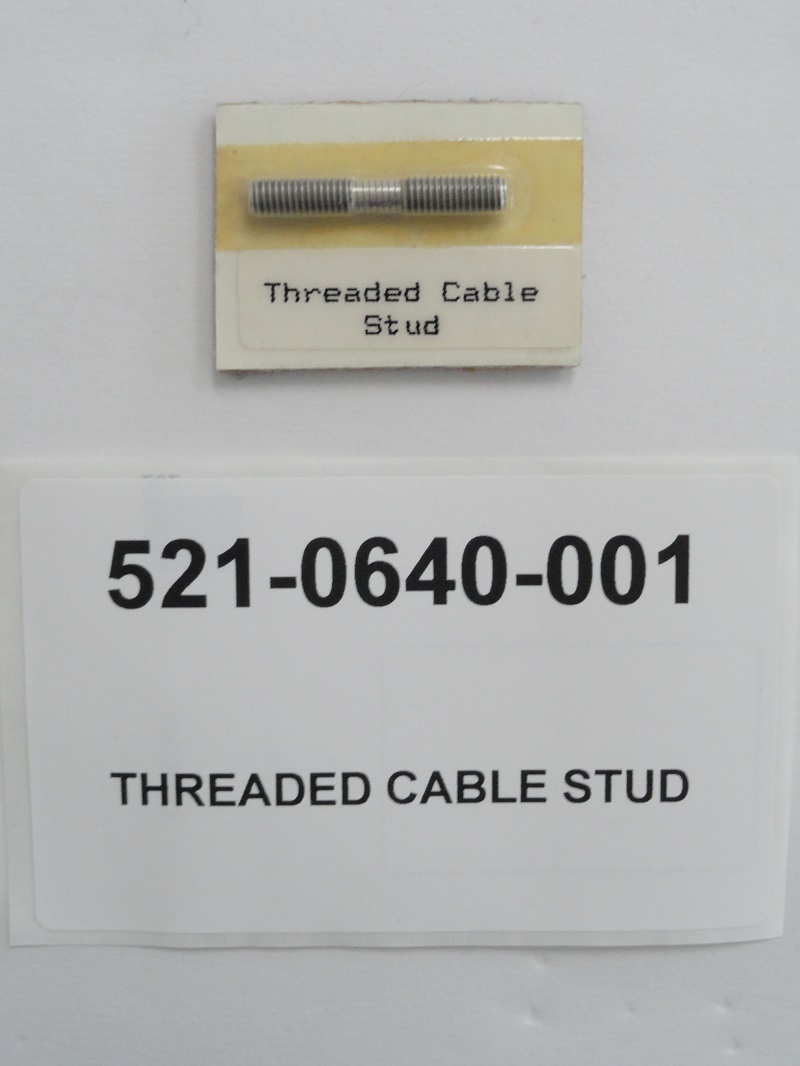 Threaded Cable
Stud
521-0640-001
THREADED CABLE STUD